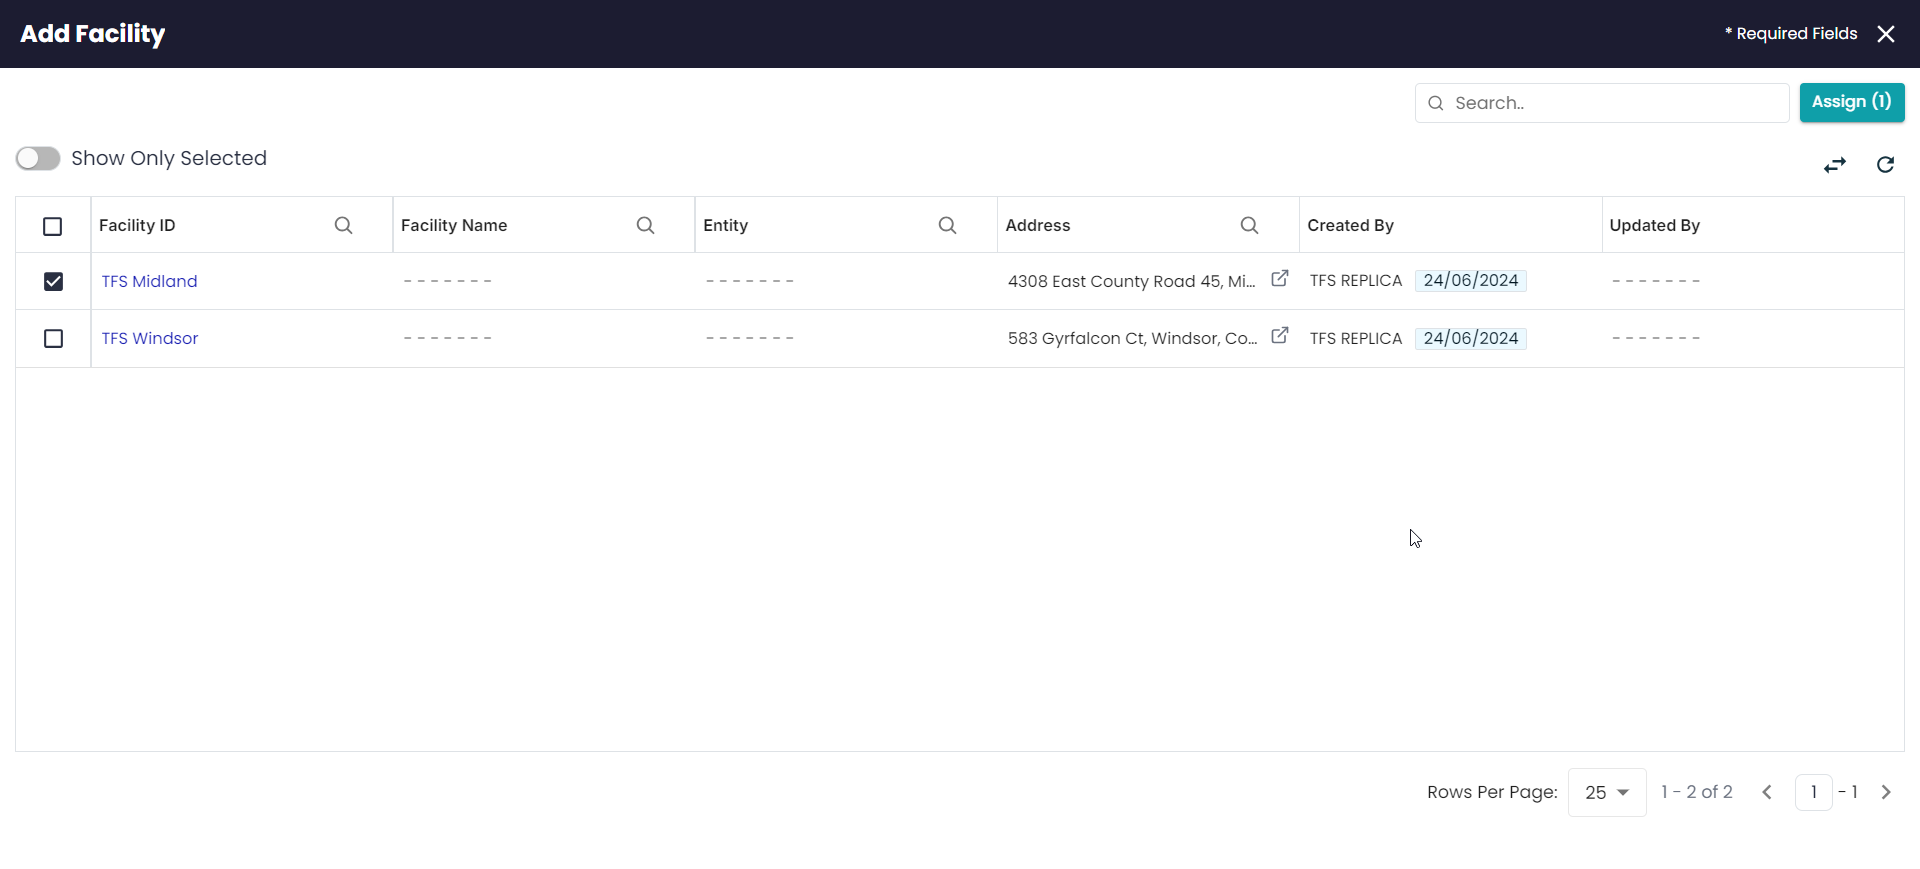 Add Facility
* Required Fields
Search..
Assign (1)
Show Only Selected
Facility ID Facility Name Entity Address Created By Updated By
TFS Midland ------- ------- 4308 East County Road 45, Mi... TFS REPLICA 24/06/2024 -------
TFS Windsor ------- ------- 583 Gyrfalcon Ct, Windsor, Co... TFS REPLICA 24/06/2024 -------
Rows Per Page: 25 1 - 2 of 2 1 - 1